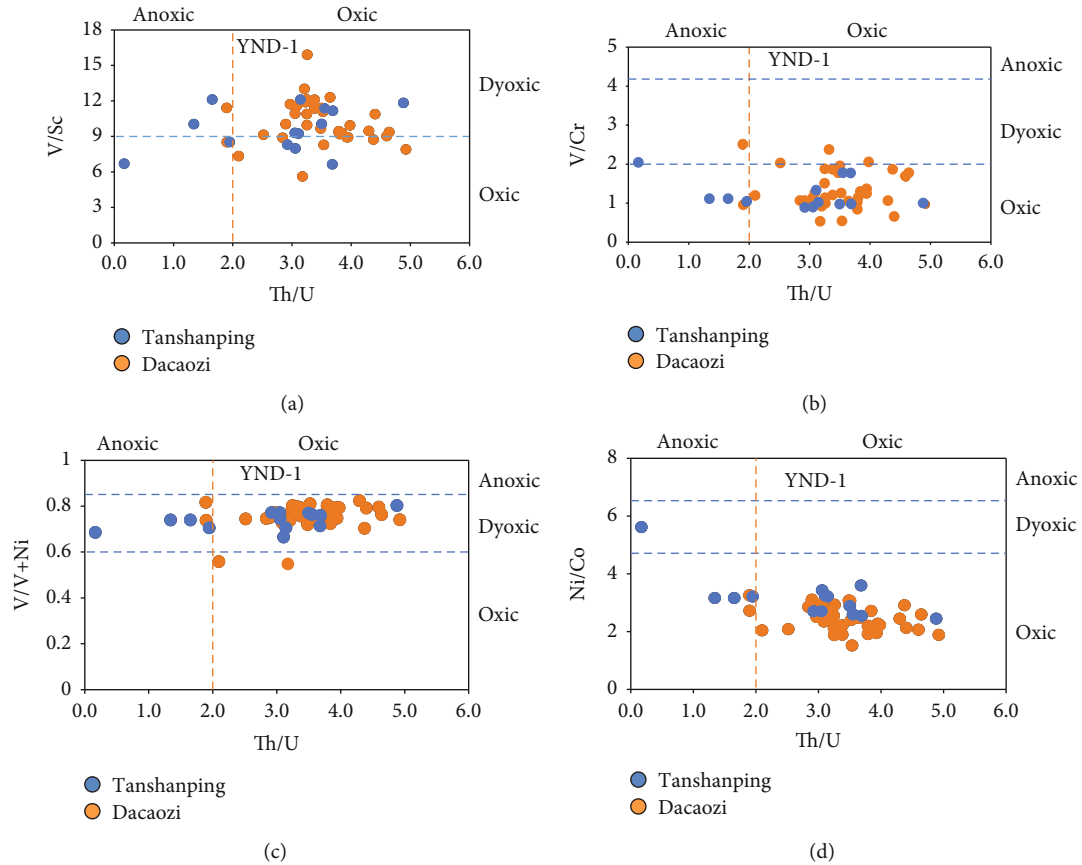 Anoxic Oxic
18
15
12
9
6
3
0
V/Sc
YND-1
Dyoxic
Oxic
0.0 1.0 2.0 3.0 4.0 5.0 6.0
Th/U
Tanshanping
Dacaozi
(a)
Anoxic Oxic
5
4
3
2
1
0
V/Cr
YND-1
Anoxic
Dyoxic
Oxic
0.0 1.0 2.0 3.0 4.0 5.0 6.0
Th/U
Tanshanping
Dacaozi
(b)
Anoxic Oxic
1
0.8
0.6
0.4
0.2
0
V/V+Ni
YND-1
Anoxic
Dyoxic
Oxic
0.0 1.0 2.0 3.0 4.0 5.0 6.0
Th/U
Tanshanping
Dacaozi
(c)
Anoxic Oxic
8
6
4
2
0
Ni/Co
YND-1
Anoxic
Dyoxic
Oxic
0.0 1.0 2.0 3.0 4.0 5.0 6.0
Th/U
Tanshanping
Dacaozi
(d)